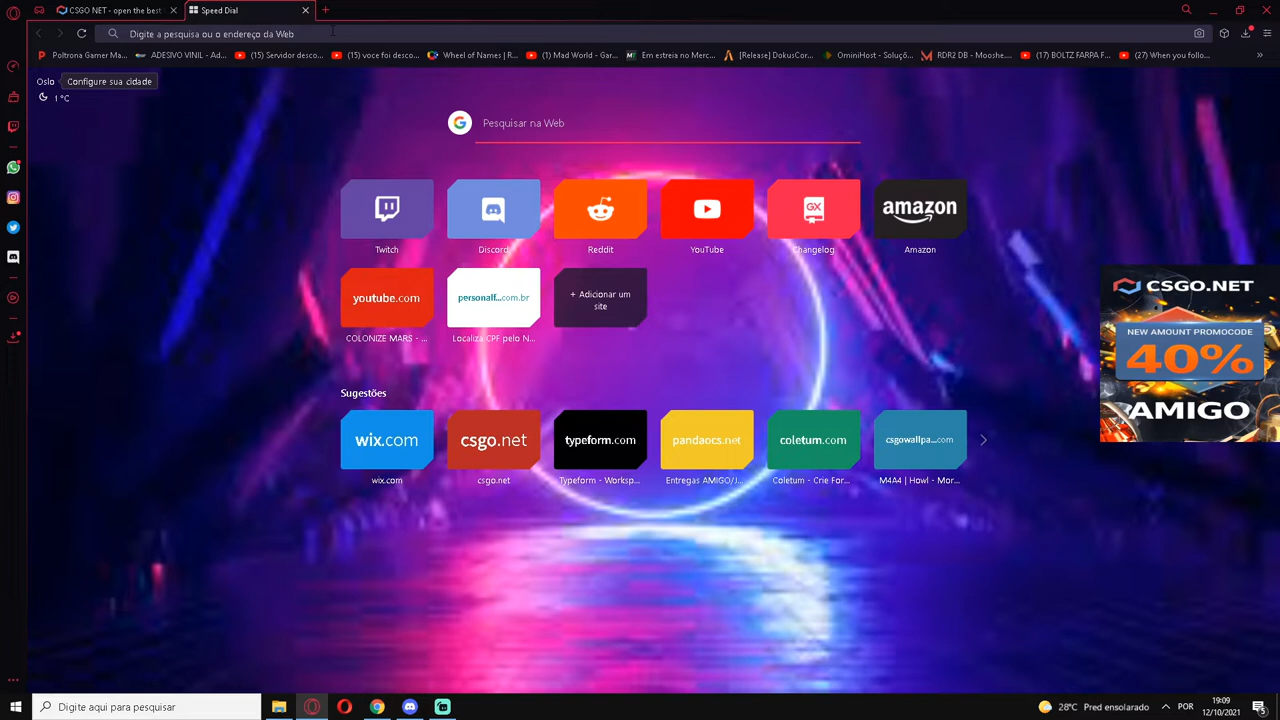 CSGO NET - open the best
Speed Dial
Digite a pesquisa ou o endereço da Web
Poltrona Gamer Ma...
ADESIVO VINIL - Ad...
(15) Servidor desco...
(15) voce foi desco...
Wheel of Names | R...
(1) Mad World - Gar...
Em estreia no Merc...
[Release] DokusCor...
OminiHost - Soluçõ...
RDR2 DB - Mooshe...
(17) BOLTZ FARPA F...
(27) When you follo...
Oslo
Configure sua cidade
1 °C
Pesquisar na Web
GX
amazon
Twitch
Discord
Reddit
YouTube
Changelog
Amazon
youtube.com
personalf...com.br
+ Adicionar um
site
COLONIZE MARS - ...
Localiza CPF pelo N...
CSGO.NET
NEW AMOUNT PROMOCODE
40%
AMIGO
Sugestões
wix.com
csgo.net
typeform.com
pandaocs.net
coletum.com
csgowallpa...com
wix.com
csgo.net
Typeform - Worksp...
Entregas AMIGO/J...
Coletum - Crie For...
M4A4 | Howl - Mor...
Digite aqui para pesquisar
28°C Pred ensolarado
POR
19:09
12/10/2021
5